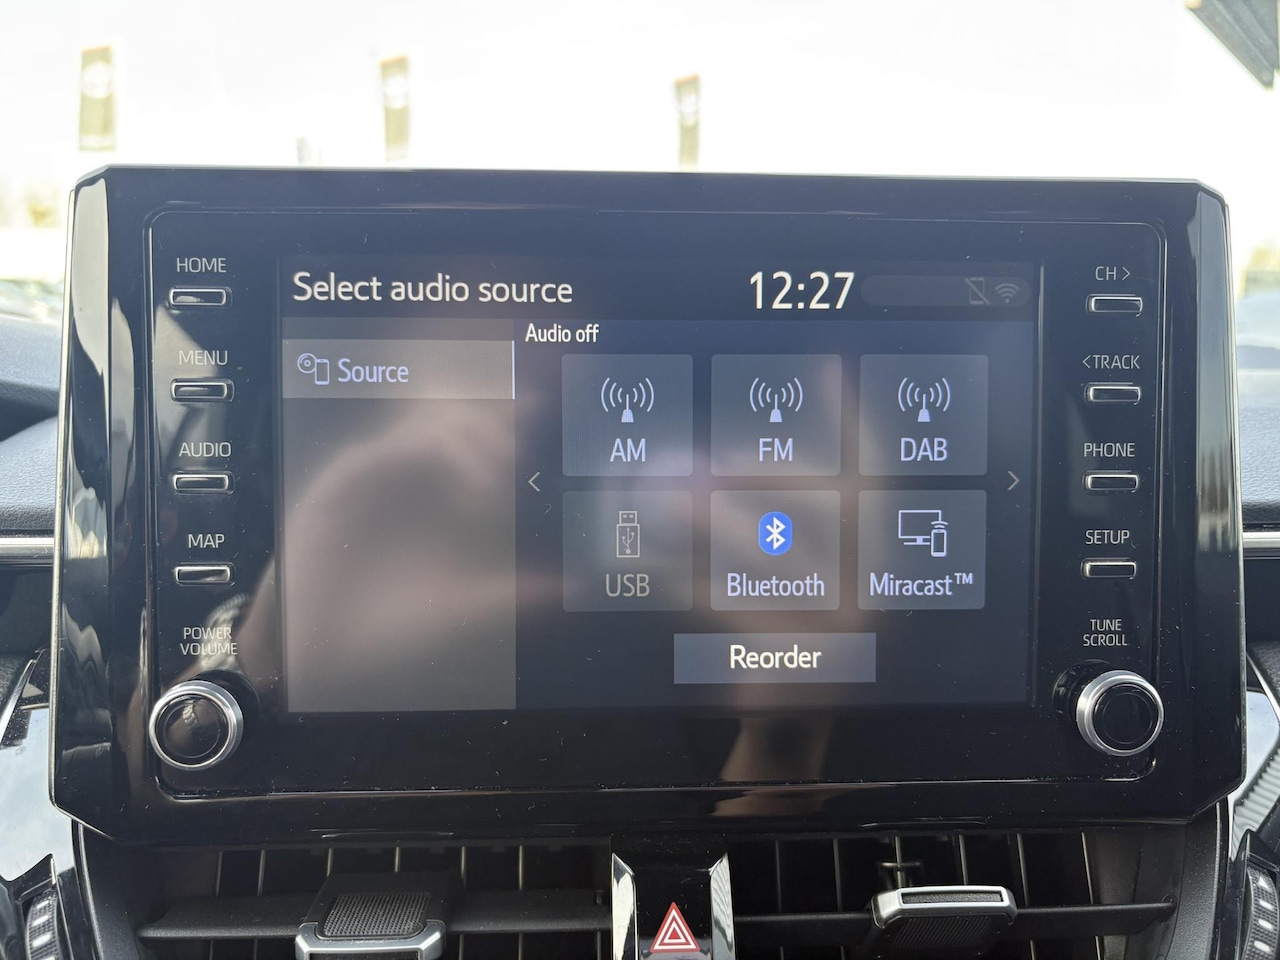 HOME
MENU
AUDIO
MAP
POWER
VOLUME
Select audio source
12:27
Source
Audio off
AM
FM
DAB
USB
Bluetooth
Miracast™
Reorder
CH >
<TRACK
PHONE
SETUP
TUNE
SCROLL